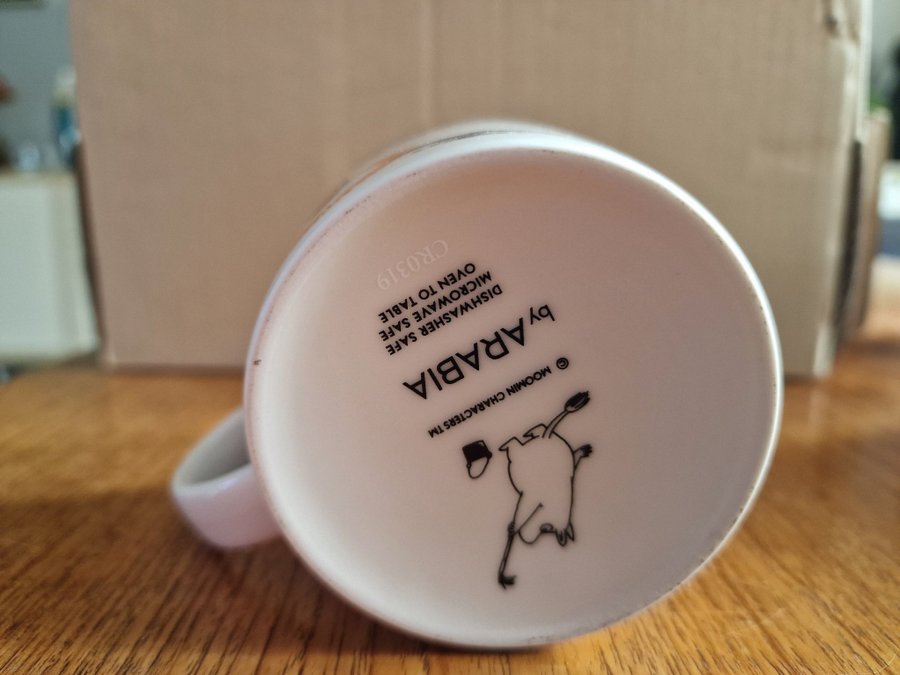 © MOOMIN CHARACTERS TM
by ARABIA
DISHWASHER SAFE
MICROWAVE SAFE
OVEN TO TABLE
CR0319